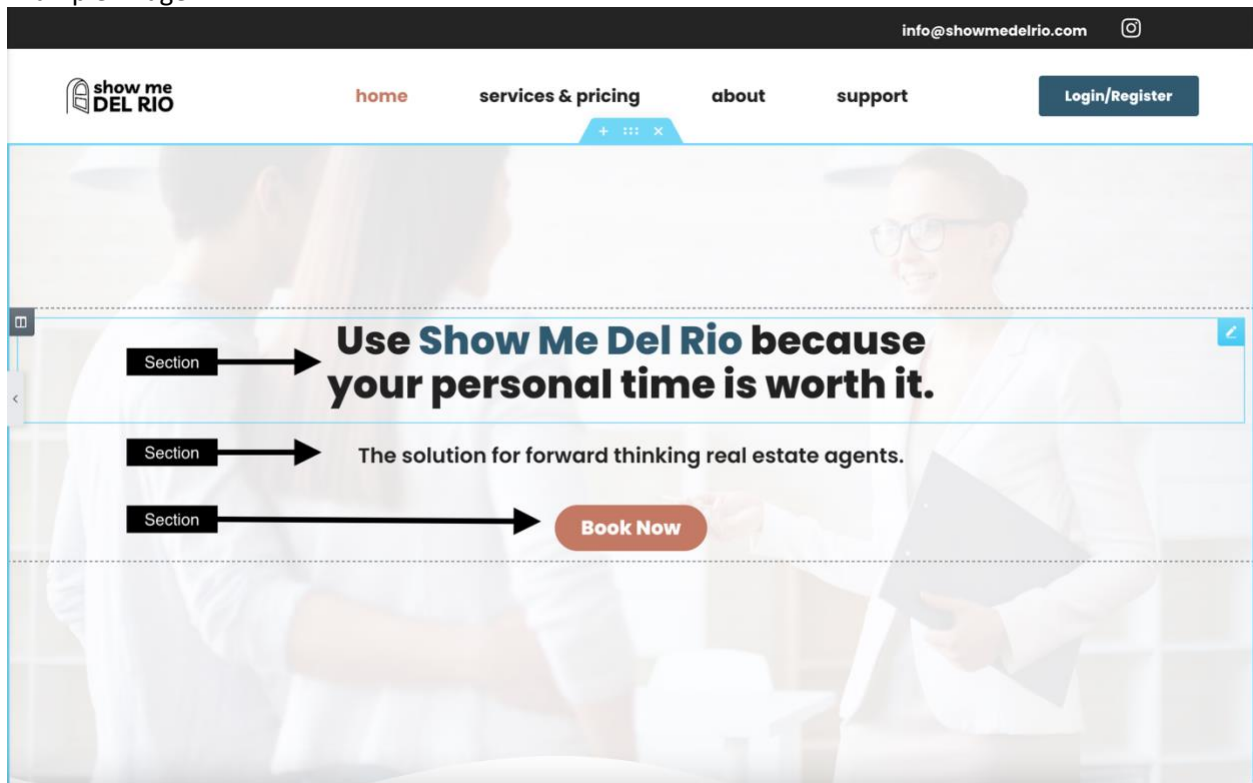 info@showmedelrio.com
show me
DEL RIO
home services & pricing about support Login/Register
Use Show Me Del Rio because
your personal time is worth it.
Section
The solution for forward thinking real estate agents.
Section
Book Now
Section